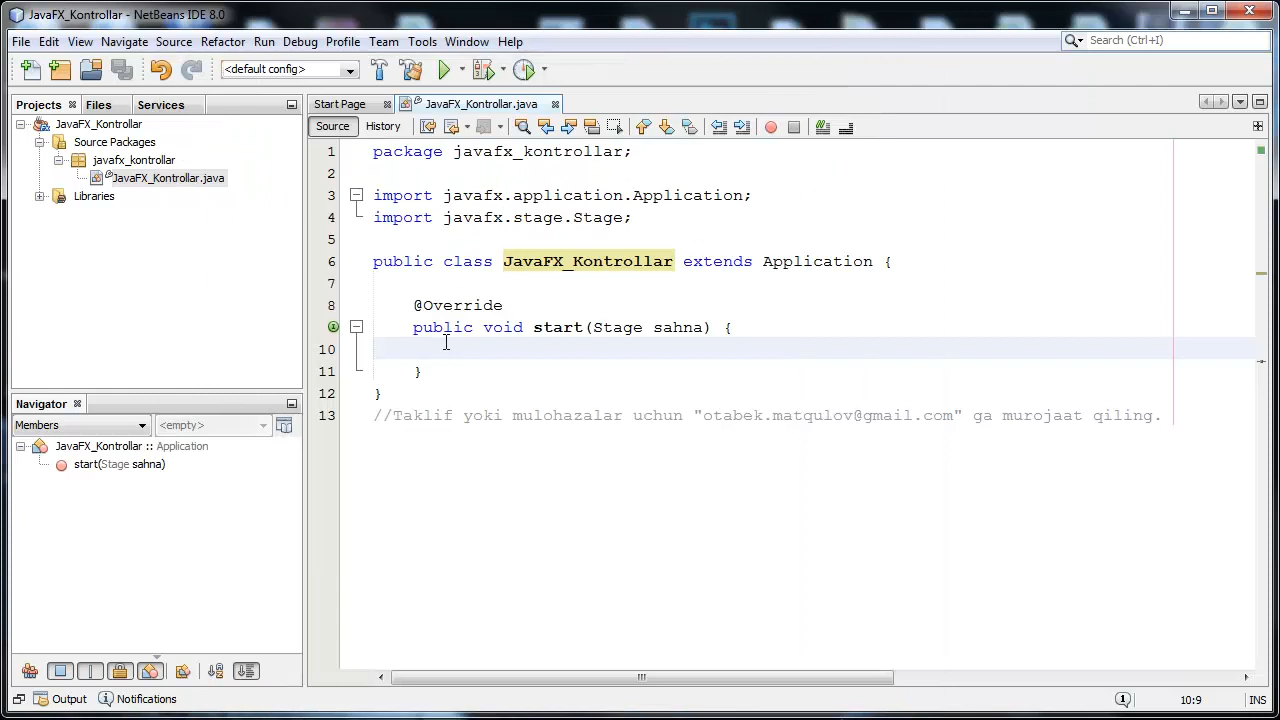 JavaFX_Kontrollar - NetBeans IDE 8.0
File Edit View Navigate Source Refactor Run Debug Profile Team Tools Window Help
Search (Ctrl+I)
<default config>
Projects Files Services
Start Page JavaFX_Kontrollar.java
JavaFX_Kontrollar
Source Packages
javafx_kontrollar
JavaFX_Kontrollar.java
Libraries
Source History
1 package javafx_kontrollar;
2
3 import javafx.application.Application;
4 import javafx.stage.Stage;
5
6 public class JavaFX_Kontrollar extends Application {
7
8 @Override
public void start(Stage sahna) {
10
11 }
12 }
13 //Taklif yoki mulohazalar uchun "otabek.matqulov@gmail.com" ga murojaat qiling.
Navigator
Members <empty>
JavaFX_Kontrollar :: Application
start(Stage sahna)
Output Notifications
1
10:9 INS